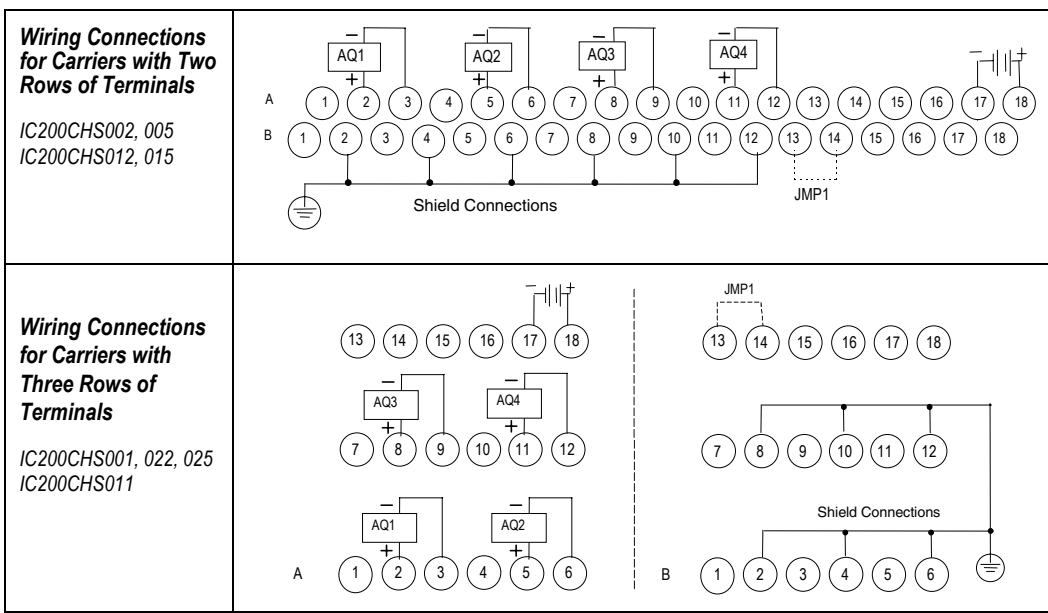 Wiring Connections
for Carriers with Two
Rows of Terminals
IC200CHS002, 005
IC200CHS012, 015
− − − −
AQ1 AQ2 AQ3 AQ4
+ + + +
− +
A 1 2 3 4 5 6 7 8 9 10 11 12 13 14 15 16 17 18
B 1 2 3 4 5 6 7 8 9 10 11 12 13 14 15 16 17 18
JMP1
Shield Connections
Wiring Connections
for Carriers with
Three Rows of
Terminals
IC200CHS001, 022, 025
IC200CHS011
− +
13 14 15 16 17 18
− −
AQ3 AQ4
+ +
7 8 9 10 11 12
− −
AQ1 AQ2
+ +
A 1 2 3 4 5 6
JMP1
13 14 15 16 17 18
7 8 9 10 11 12
Shield Connections
B 1 2 3 4 5 6